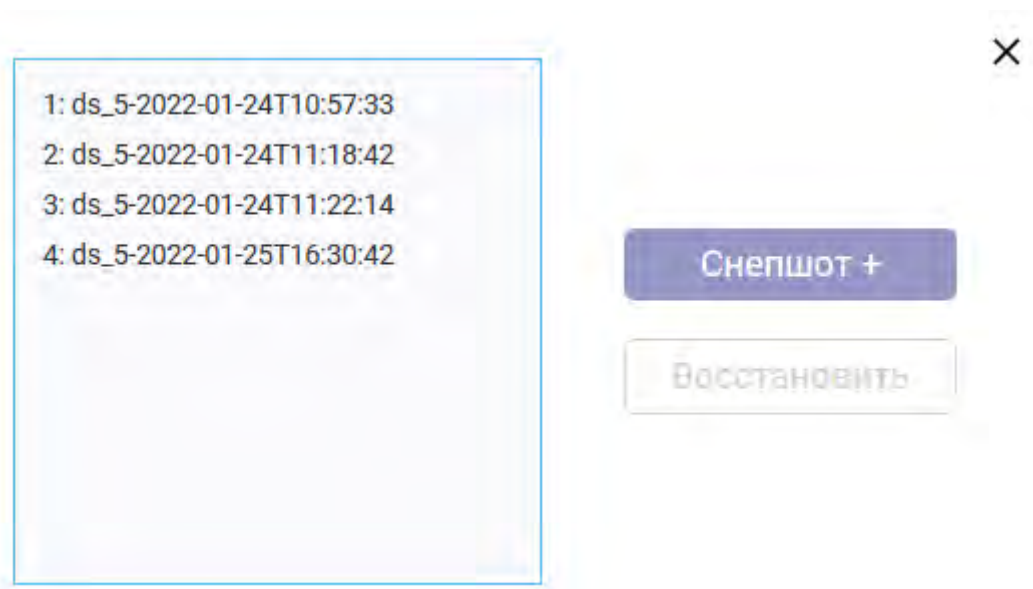 1: ds_5-2022-01-24T10:57:33
2: ds_5-2022-01-24T11:18:42
3: ds_5-2022-01-24T11:22:14
4: ds_5-2022-01-25T16:30:42
Снепшот +
Восстановить